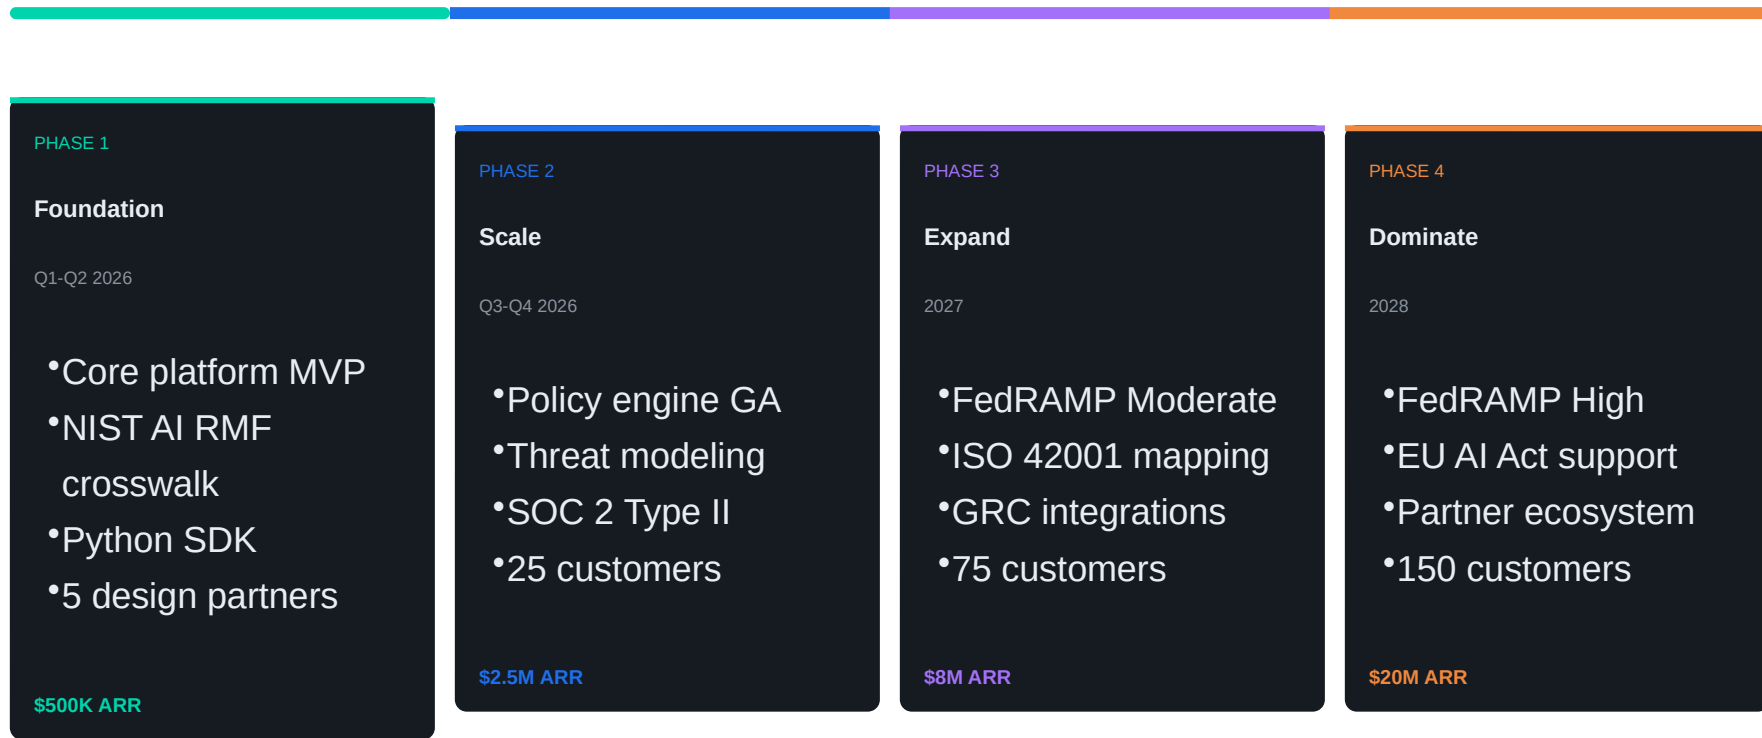 PHASE 1
Foundation
Q1-Q2 2026
•Core platform MVP
•NIST AI RMF
crosswalk
•Python SDK
•5 design partners
$500K ARR
PHASE 2
Scale
Q3-Q4 2026
•Policy engine GA
•Threat modeling
•SOC 2 Type II
•25 customers
$2.5M ARR
PHASE 3
Expand
2027
•FedRAMP Moderate
•ISO 42001 mapping
•GRC integrations
•75 customers
$8M ARR
PHASE 4
Dominate
2028
•FedRAMP High
•EU AI Act support
•Partner ecosystem
•150 customers
$20M ARR